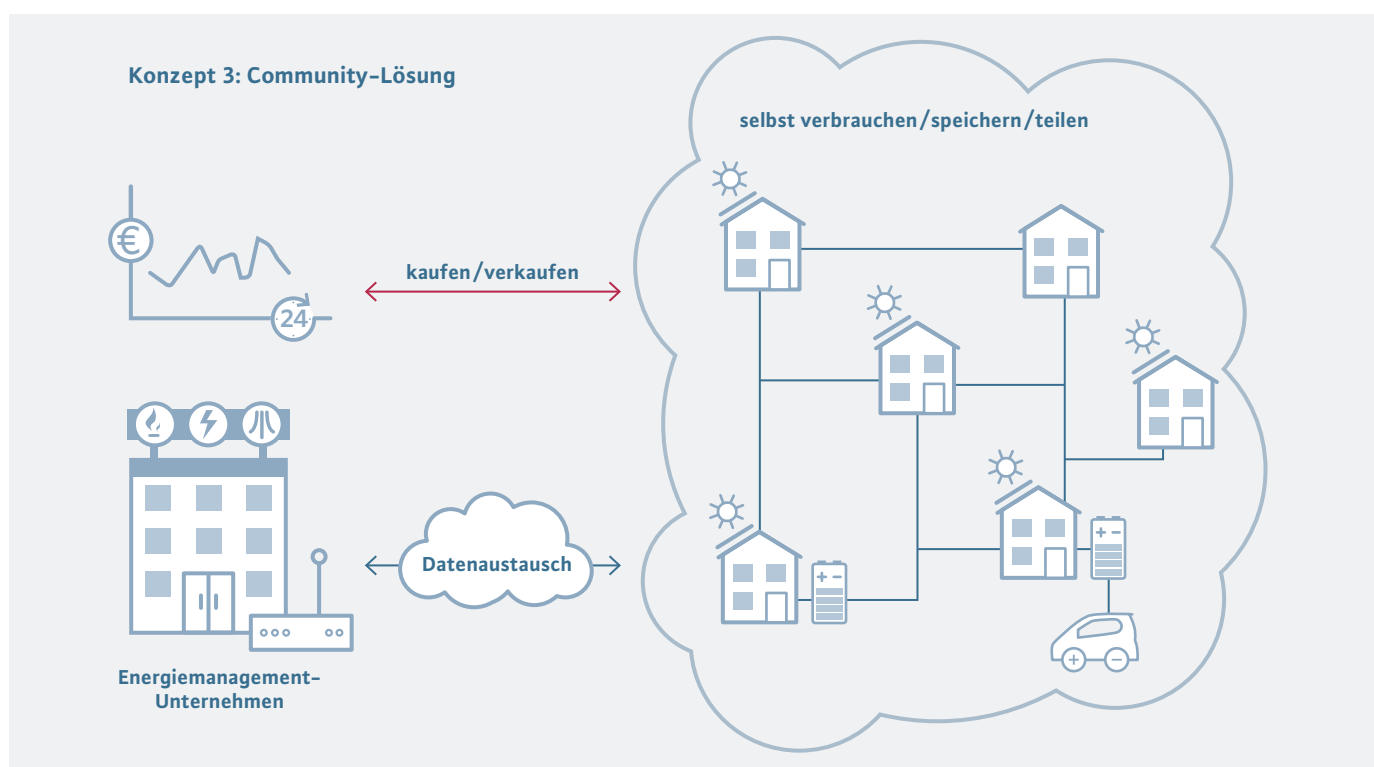 Konzept 3: Community-Lösung
selbst verbrauchen/speichern/teilen
€
kaufen/verkaufen
24
+ −
+ −
Datenaustausch
+ −
Energiemanagement-
Unternehmen